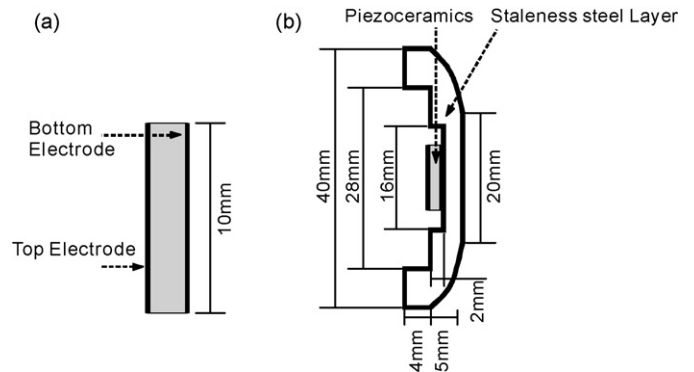 (a)
Bottom
Electrode
Top Electrode
10mm
(b)
Piezoceramics
Staleness steel Layer
40mm
28mm
16mm
20mm
2mm
4mm
5mm